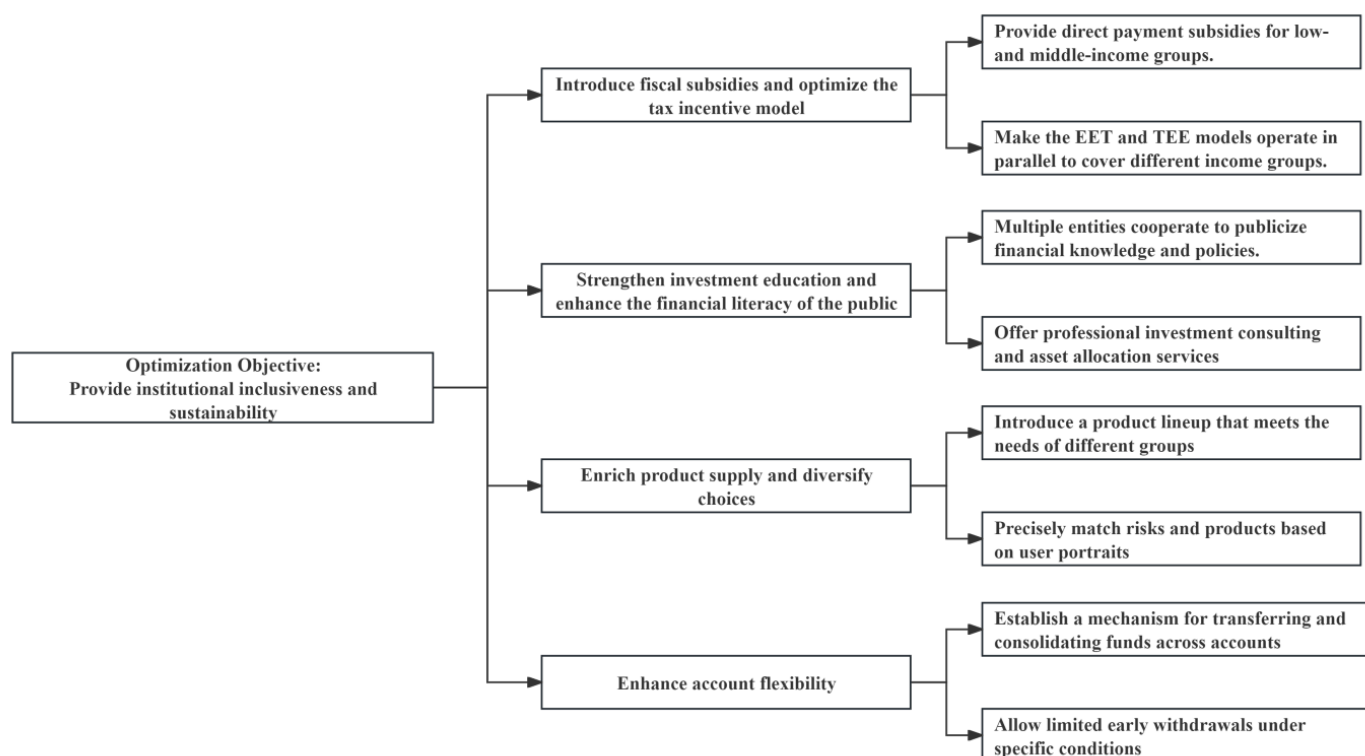 Optimization Objective:
Provide institutional inclusiveness and
sustainability
Introduce fiscal subsidies and optimize the
tax incentive model
Provide direct payment subsidies for low-
and middle-income groups.
Make the EET and TEE models operate in
parallel to cover different income groups.
Strengthen investment education and
enhance the financial literacy of the public
Multiple entities cooperate to publicize
financial knowledge and policies.
Offer professional investment consulting
and asset allocation services
Enrich product supply and diversify
choices
Introduce a product lineup that meets the
needs of different groups
Precisely match risks and products based
on user portraits
Enhance account flexibility
Establish a mechanism for transferring and
consolidating funds across accounts
Allow limited early withdrawals under
specific conditions